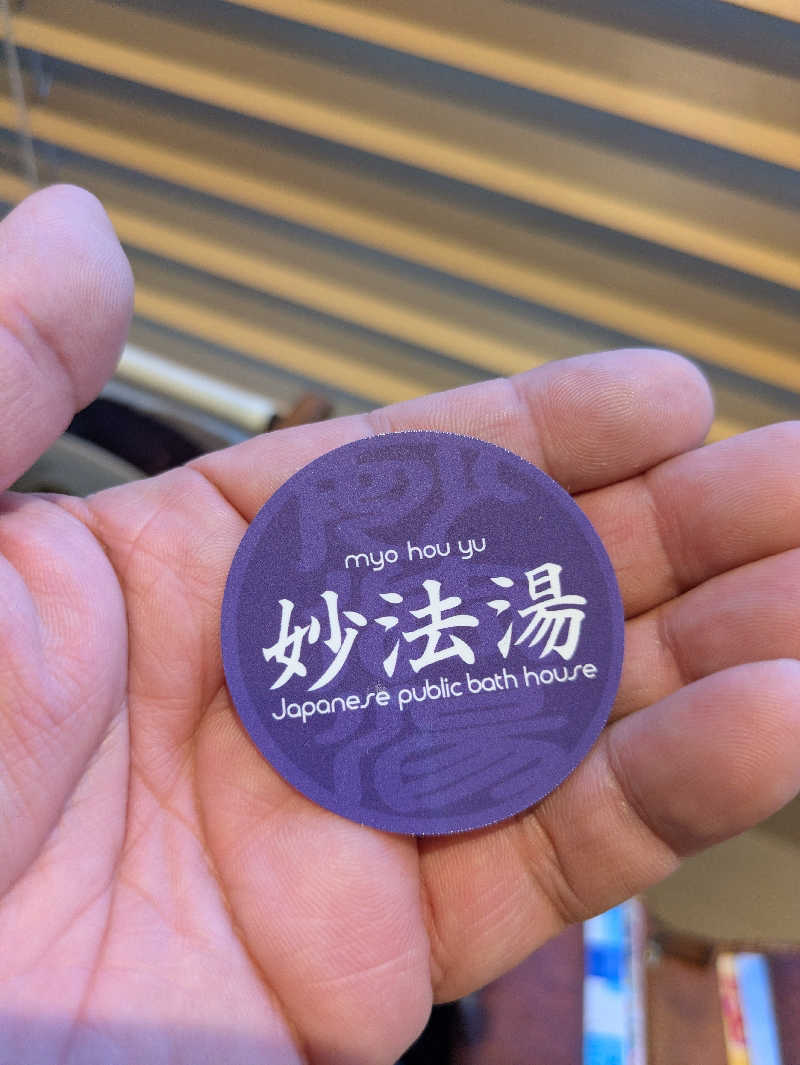 myo hou yu
妙法湯
Japanese public bath house